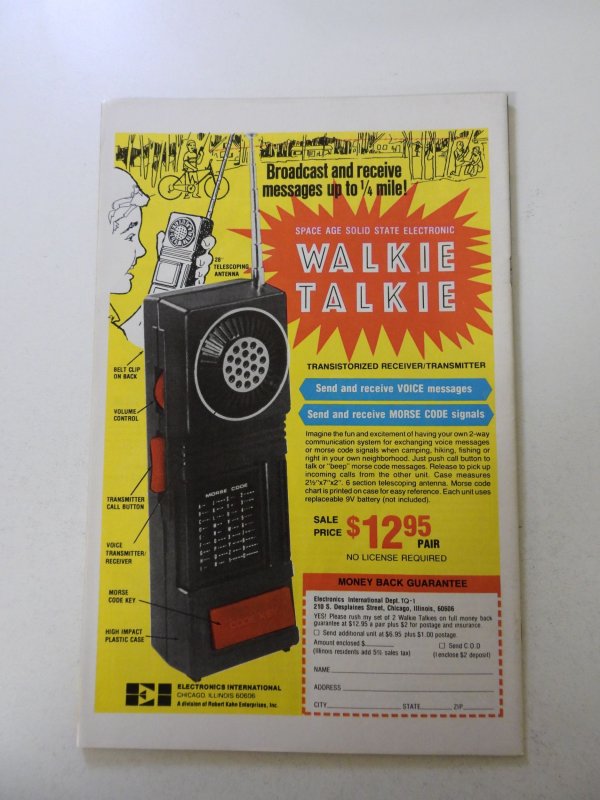 Broadcast and receive
messages up to 1/4 mile!
SPACE AGE SOLID STATE ELECTRONIC
WALKIE
TALKIE
28"
TELESCOPING
ANTENNA
TRANSISTORIZED RECEIVER/TRANSMITTER
Send and receive VOICE messages
Send and receive MORSE CODE signals
Imagine the fun and excitement of having your own 2-way
communication system for exchanging voice messages
or morse code signals when camping, hiking, fishing or
right in your own neighborhood. Just push call button to
talk or "beep" morse code messages. Release to pick up
incoming calls from the other unit. Case measures
2½"x7"x2". 6 section telescoping antenna. Morse code
chart is printed on case for easy reference. Each unit uses
replaceable 9V battery (not included).
SALE
PRICE $12.95
PAIR
NO LICENSE REQUIRED
BELT CLIP
ON BACK
VOLUME
CONTROL
TRANSMITTER
CALL BUTTON
VOICE
TRANSMITTER/
RECEIVER
MORSE
CODE KEY
HIGH IMPACT
PLASTIC CASE
MORSE CODE
CODE KEY
MONEY BACK GUARANTEE
Electronics International Dept. TQ-1
210 S. Desplaines Street, Chicago, Illinois, 60606
YES! Please rush my set of 2 Walkie Talkies on full money back
guarantee at $12.95 a pair plus $2 for postage and insurance.
☐ Send additional unit at $6.95 plus $1.00 postage.
Amount enclosed $
(Illinois residents add 5% sales tax)
☐ Send C.O.D
(I enclose $2 deposit)
NAME
ADDRESS
CITY STATE ZIP
EI ELECTRONICS INTERNATIONAL
CHICAGO, ILLINOIS 60606
A division of Robert Kahn Enterprises, Inc.